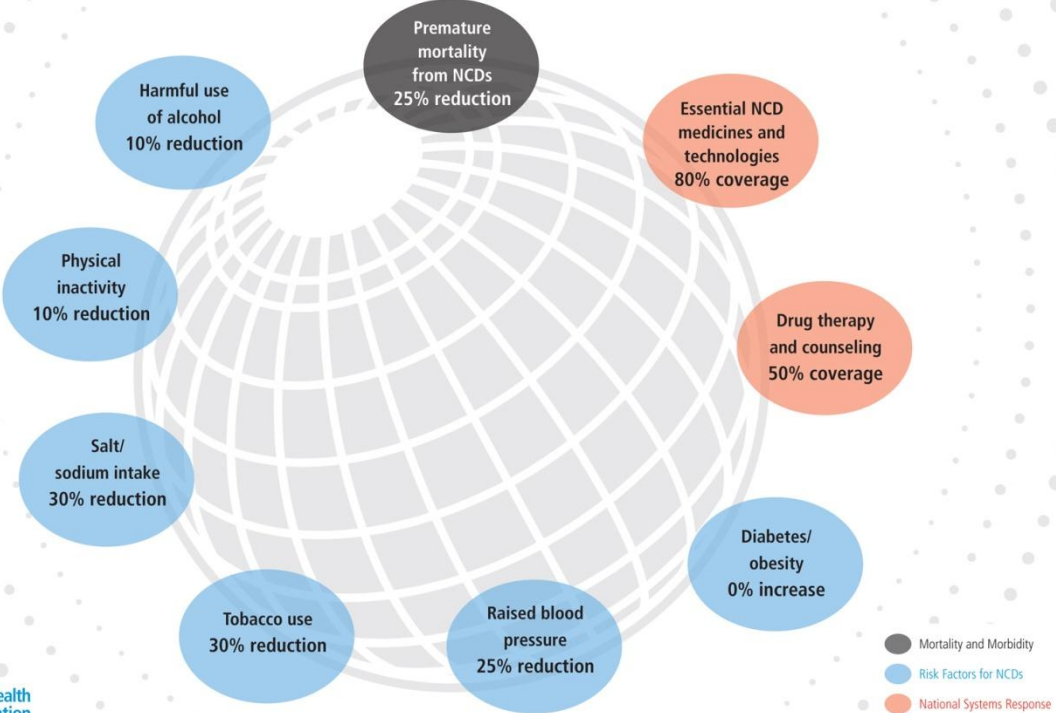 Premature
mortality
from NCDs
25% reduction
Harmful use
of alcohol
10% reduction
Essential NCD
medicines and
technologies
80% coverage
Physical
inactivity
10% reduction
Drug therapy
and counseling
50% coverage
Salt/
sodium intake
30% reduction
Diabetes/
obesity
0% increase
Tobacco use
30% reduction
Raised blood
pressure
25% reduction
Mortality and Morbidity
Risk Factors for NCDs
National Systems Response